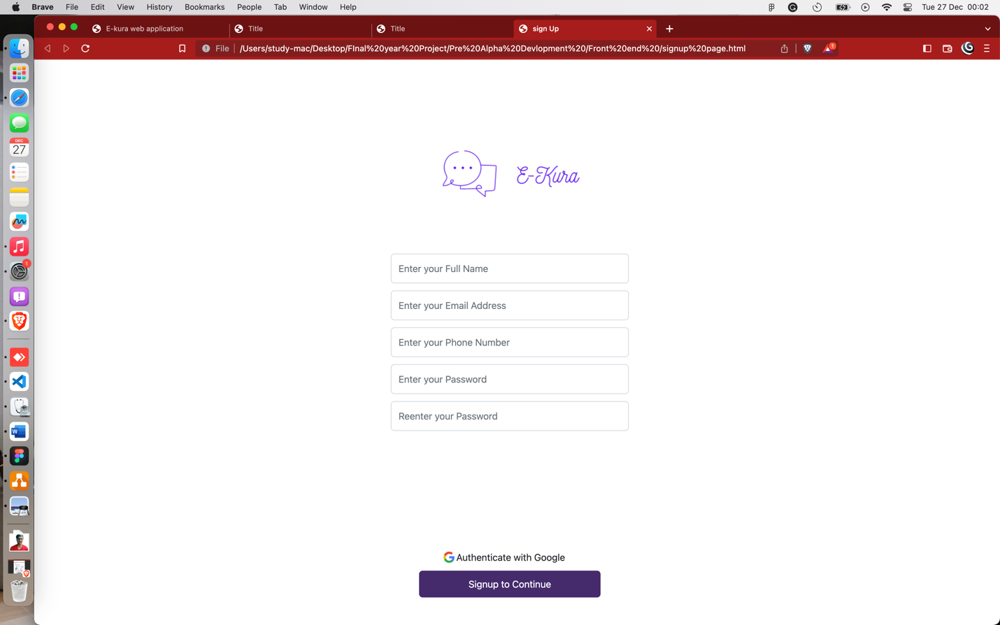 Brave File Edit View History Bookmarks People Tab Window Help Tue 27 Dec 00:02
E-kura web application Title Title sign Up
File /Users/study-mac/Desktop/FInal%20year%20Project/Pre%20Alpha%20Devlopment%20/Front%20end%20/signup%20page.html 1
DEC
27
1
W
E-Kura
Enter your Full Name
Enter your Email Address
Enter your Phone Number
Enter your Password
Reenter your Password
Authenticate with Google
Signup to Continue